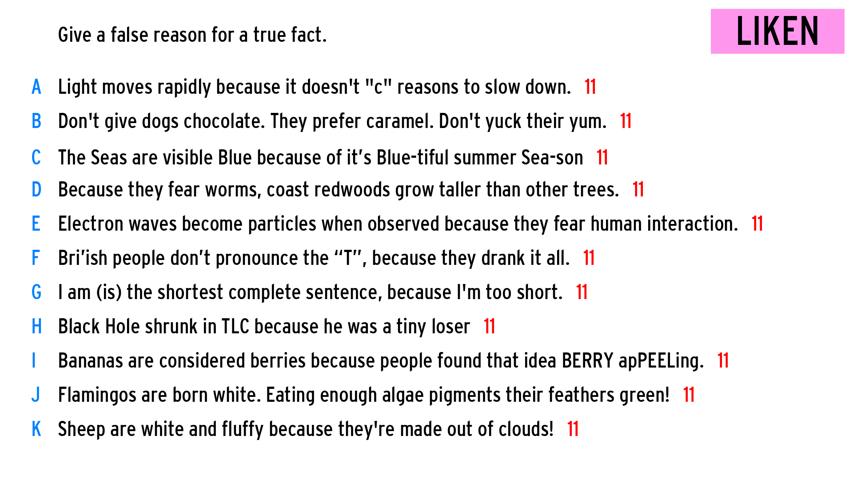 Give a false reason for a true fact.
LIKEN
A Light moves rapidly because it doesn't "c" reasons to slow down. 11
B Don't give dogs chocolate. They prefer caramel. Don't yuck their yum. 11
C The Seas are visible Blue because of it’s Blue-tiful summer Sea-son 11
D Because they fear worms, coast redwoods grow taller than other trees. 11
E Electron waves become particles when observed because they fear human interaction. 11
F Bri’ish people don’t pronounce the “T”, because they drank it all. 11
G I am (is) the shortest complete sentence, because I'm too short. 11
H Black Hole shrunk in TLC because he was a tiny loser 11
I Bananas are considered berries because people found that idea BERRY apPEELing. 11
J Flamingos are born white. Eating enough algae pigments their feathers green! 11
K Sheep are white and fluffy because they're made out of clouds! 11